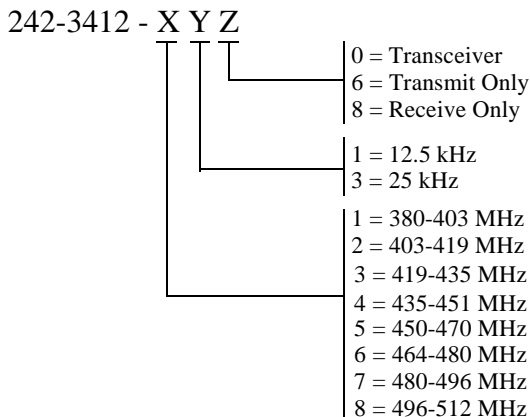 242-3412 - X Y Z
0 = Transceiver
6 = Transmit Only
8 = Receive Only
1 = 12.5 kHz
3 = 25 kHz
1 = 380-403 MHz
2 = 403-419 MHz
3 = 419-435 MHz
4 = 435-451 MHz
5 = 450-470 MHz
6 = 464-480 MHz
7 = 480-496 MHz
8 = 496-512 MHz